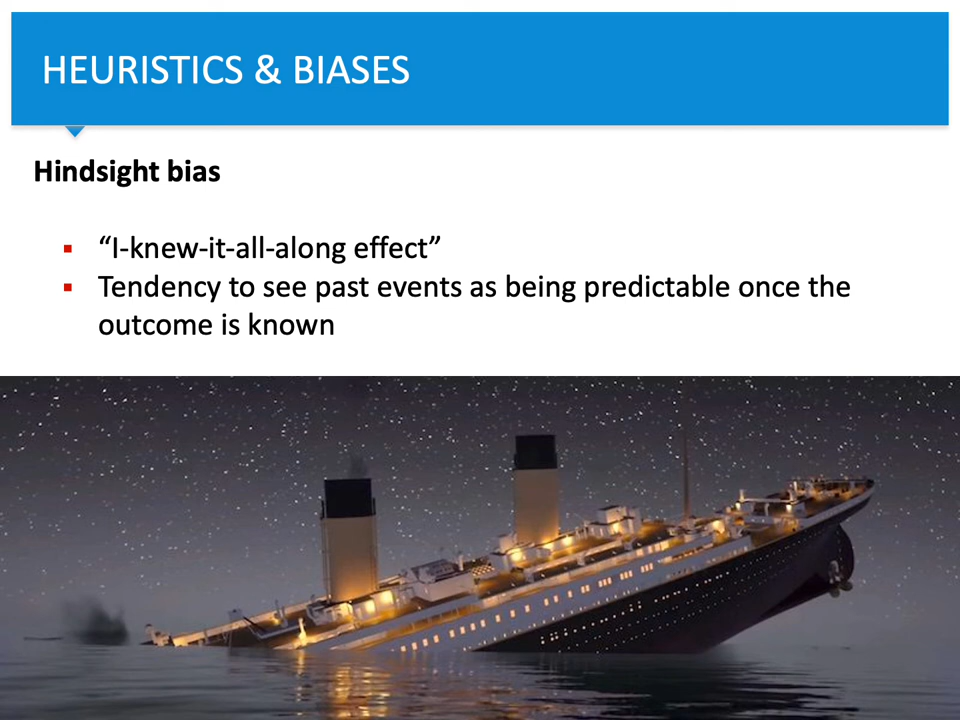 HEURISTICS & BIASES
Hindsight bias
▪ “I-knew-it-all-along effect”
▪ Tendency to see past events as being predictable once the
outcome is known